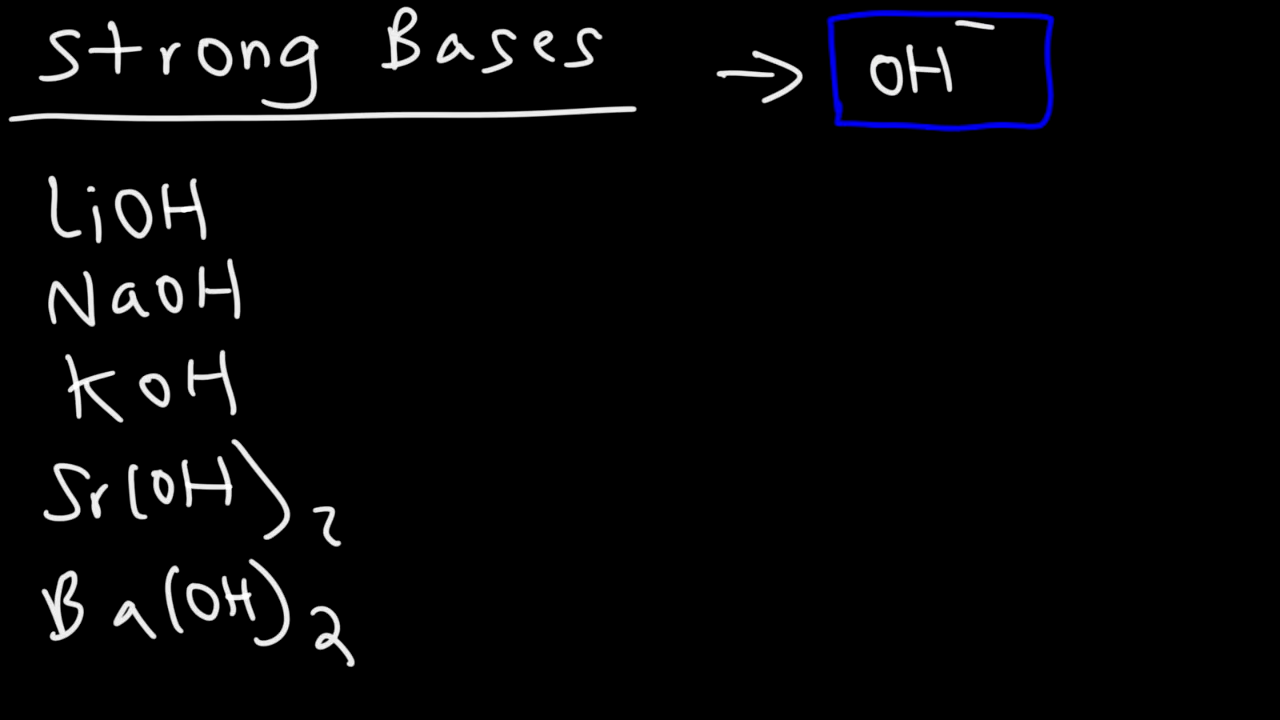 Strong Bases → OH⁻
LiOH
NaOH
KOH
Sr(OH)₂
Ba(OH)₂